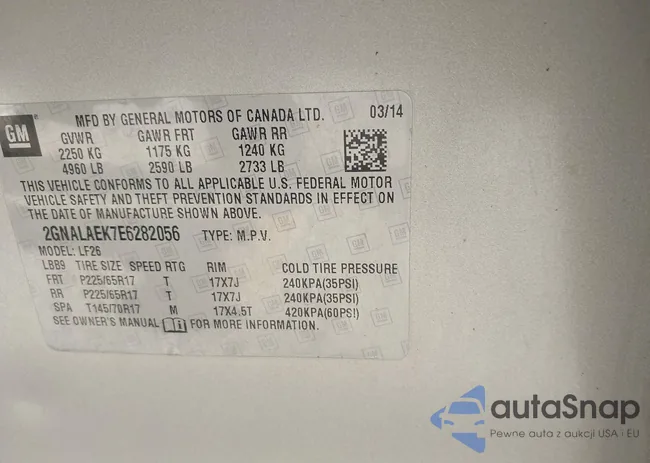 GM
MFD BY GENERAL MOTORS OF CANADA LTD. 03/14
GVWR GAWR FRT GAWR RR
2250 KG 1175 KG 1240 KG
4960 LB 2590 LB 2733 LB
THIS VEHICLE CONFORMS TO ALL APPLICABLE U.S. FEDERAL MOTOR
VEHICLE SAFETY AND THEFT PREVENTION STANDARDS IN EFFECT ON
THE DATE OF MANUFACTURE SHOWN ABOVE.
2GNALAEK7E6282056 TYPE: M.P.V.
MODEL: LF26
LBB9 TIRE SIZE SPEED RTG RIM COLD TIRE PRESSURE
FRT P225/65R17 T 17X7J 240KPA(35PSI)
RR P225/65R17 T 17X7J 240KPA(35PSI)
SPA T145/70R17 M 17X4.5T 420KPA(60PSI)
SEE OWNER'S MANUAL FOR MORE INFORMATION.
autaSnap
Pewne auta z aukcji USA i EU